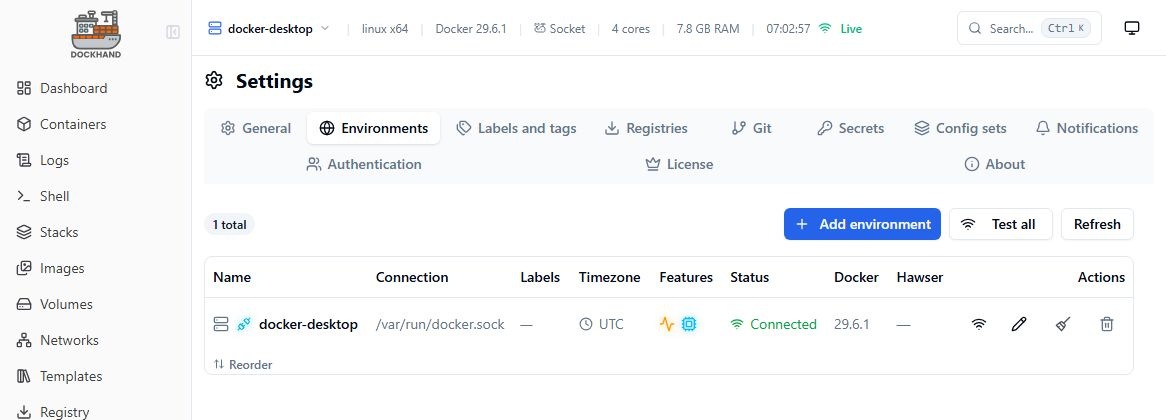 DOCKHAND
Dashboard
Containers
Logs
Shell
Stacks
Images
Volumes
Networks
Templates
Registry
docker-desktop | linux x64 | Docker 29.6.1 | Socket | 4 cores | 7.8 GB RAM | 07:02:57 Live
Search... Ctrl K
Settings
General Environments Labels and tags Registries Git Secrets Config sets Notifications
Authentication License About
1 total Add environment Test all Refresh
Name Connection Labels Timezone Features Status Docker Hawser Actions
docker-desktop /var/run/docker.sock — UTC Connected 29.6.1 —
Reorder